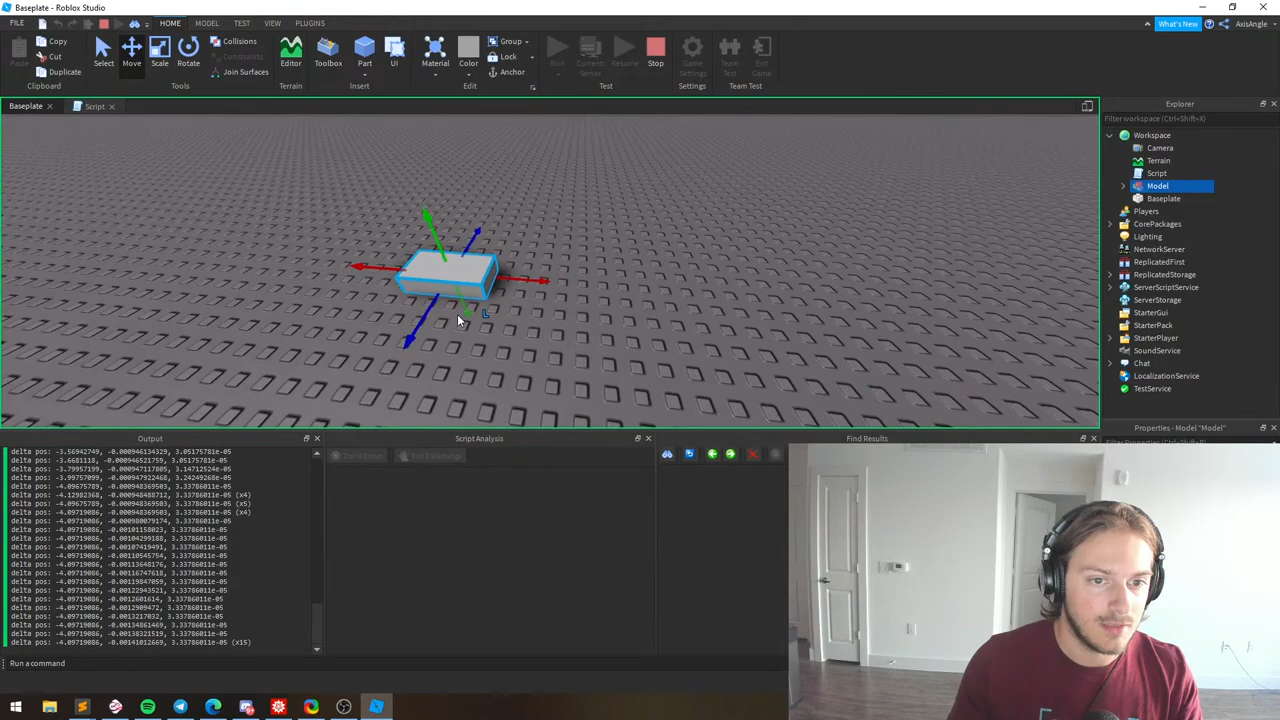 Baseplate - Roblox Studio
FILE HOME MODEL TEST VIEW PLUGINS What's New AxisAngle
Paste Copy Cut Duplicate Clipboard
Select Move Scale Rotate Collisions Constraints Join Surfaces Tools
Editor Terrain
Toolbox Part UI Insert
Material Color Group Lock Anchor Edit
Run Current: Server Resume Stop Test
Game Settings Settings
Team Test Exit Game Team Test
Baseplate Script
L
Explorer
Filter workspace (Ctrl+Shift+X)
Workspace
Camera
Terrain
Script
Model
Baseplate
Players
CorePackages
Lighting
NetworkServer
ReplicatedFirst
ReplicatedStorage
ServerScriptService
ServerStorage
StarterGui
StarterPack
StarterPlayer
SoundService
Chat
LocalizationService
TestService
Properties - Model "Model"
Output Script Analysis Find Results
delta pos: -3.56942749, -0.000946134329, 3.05175781e-05
delta pos: -3.6681118, -0.000946521759, 3.05175781e-05
delta pos: -3.79957199, -0.000947117805, 3.14712524e-05
delta pos: -3.99757099, -0.000947922468, 3.24249268e-05
delta pos: -4.09675789, -0.000948369503, 3.33786011e-05
delta pos: -4.12982368, -0.000948488712, 3.33786011e-05 (x4)
delta pos: -4.09675789, -0.000948369503, 3.33786011e-05 (x5)
delta pos: -4.09719086, -0.000948369503, 3.33786011e-05 (x4)
delta pos: -4.09719086, -0.000980079174, 3.33786011e-05
delta pos: -4.09719086, -0.00101158023, 3.33786011e-05
delta pos: -4.09719086, -0.00104299188, 3.33786011e-05
delta pos: -4.09719086, -0.00107419491, 3.33786011e-05
delta pos: -4.09719086, -0.00110545754, 3.33786011e-05
delta pos: -4.09719086, -0.00113648176, 3.33786011e-05
delta pos: -4.09719086, -0.00116747618, 3.33786011e-05
delta pos: -4.09719086, -0.00119847059, 3.33786011e-05
delta pos: -4.09719086, -0.00122943521, 3.33786011e-05
delta pos: -4.09719086, -0.0012601614, 3.33786011e-05
delta pos: -4.09719086, -0.0012909472, 3.33786011e-05
delta pos: -4.09719086, -0.0013217032, 3.33786011e-05
delta pos: -4.09719086, -0.00134861469, 3.33786011e-05
delta pos: -4.09719086, -0.00138321519, 3.33786011e-05
delta pos: -4.09719086, -0.00141012669, 3.33786011e-05 (x15)
Run a command